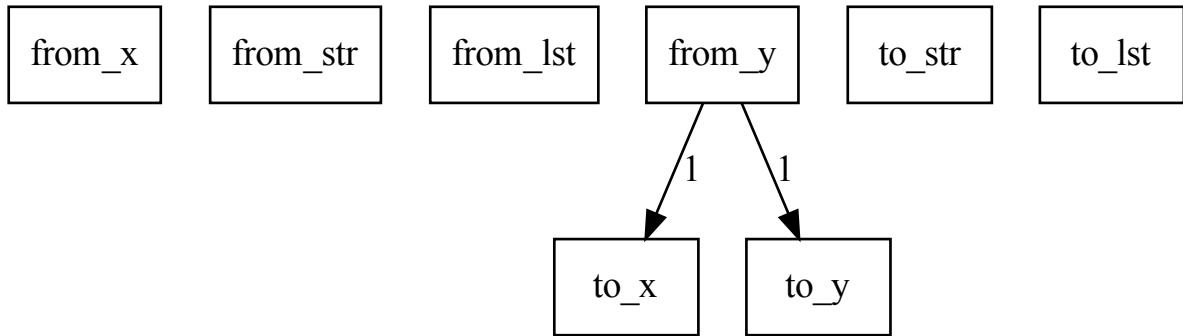 from_x
from_str
from_lst
from_y
to_str
to_lst
1
1
to_x
to_y